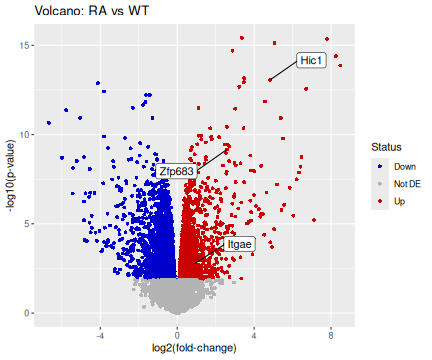 Volcano: RA vs WT
15
10
5
0
-log10(p-value)
Hic1
Zfp683
Itgae
-4
0
4
8
log2(fold-change)
Status
Down
Not DE
Up